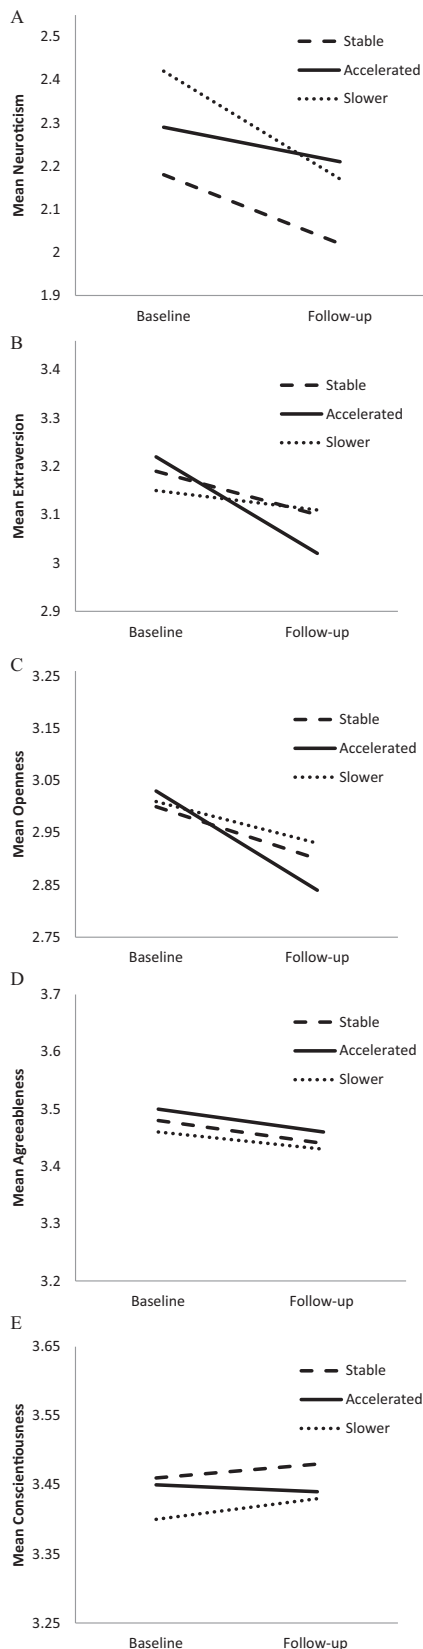 A
2.5
Stable
2.4
Accelerated
Slower
2.3
Mean Neuroticism
2.2
2.1
2
1.9
Baseline Follow-up
B
3.4
Stable
3.3
Accelerated
Slower
3.2
Mean Extraversion
3.1
3
2.9
Baseline Follow-up
C
3.25
Stable
3.15
Accelerated
Slower
3.05
Mean Openness
2.95
2.85
2.75
Baseline Follow-up
D
3.7
Stable
3.6
Accelerated
Slower
3.5
Mean Agreeableness
3.4
3.3
3.2
Baseline Follow-up
E
3.65
Stable
Accelerated
3.55
Slower
Mean Conscientiousness
3.45
3.35
3.25
Baseline Follow-up